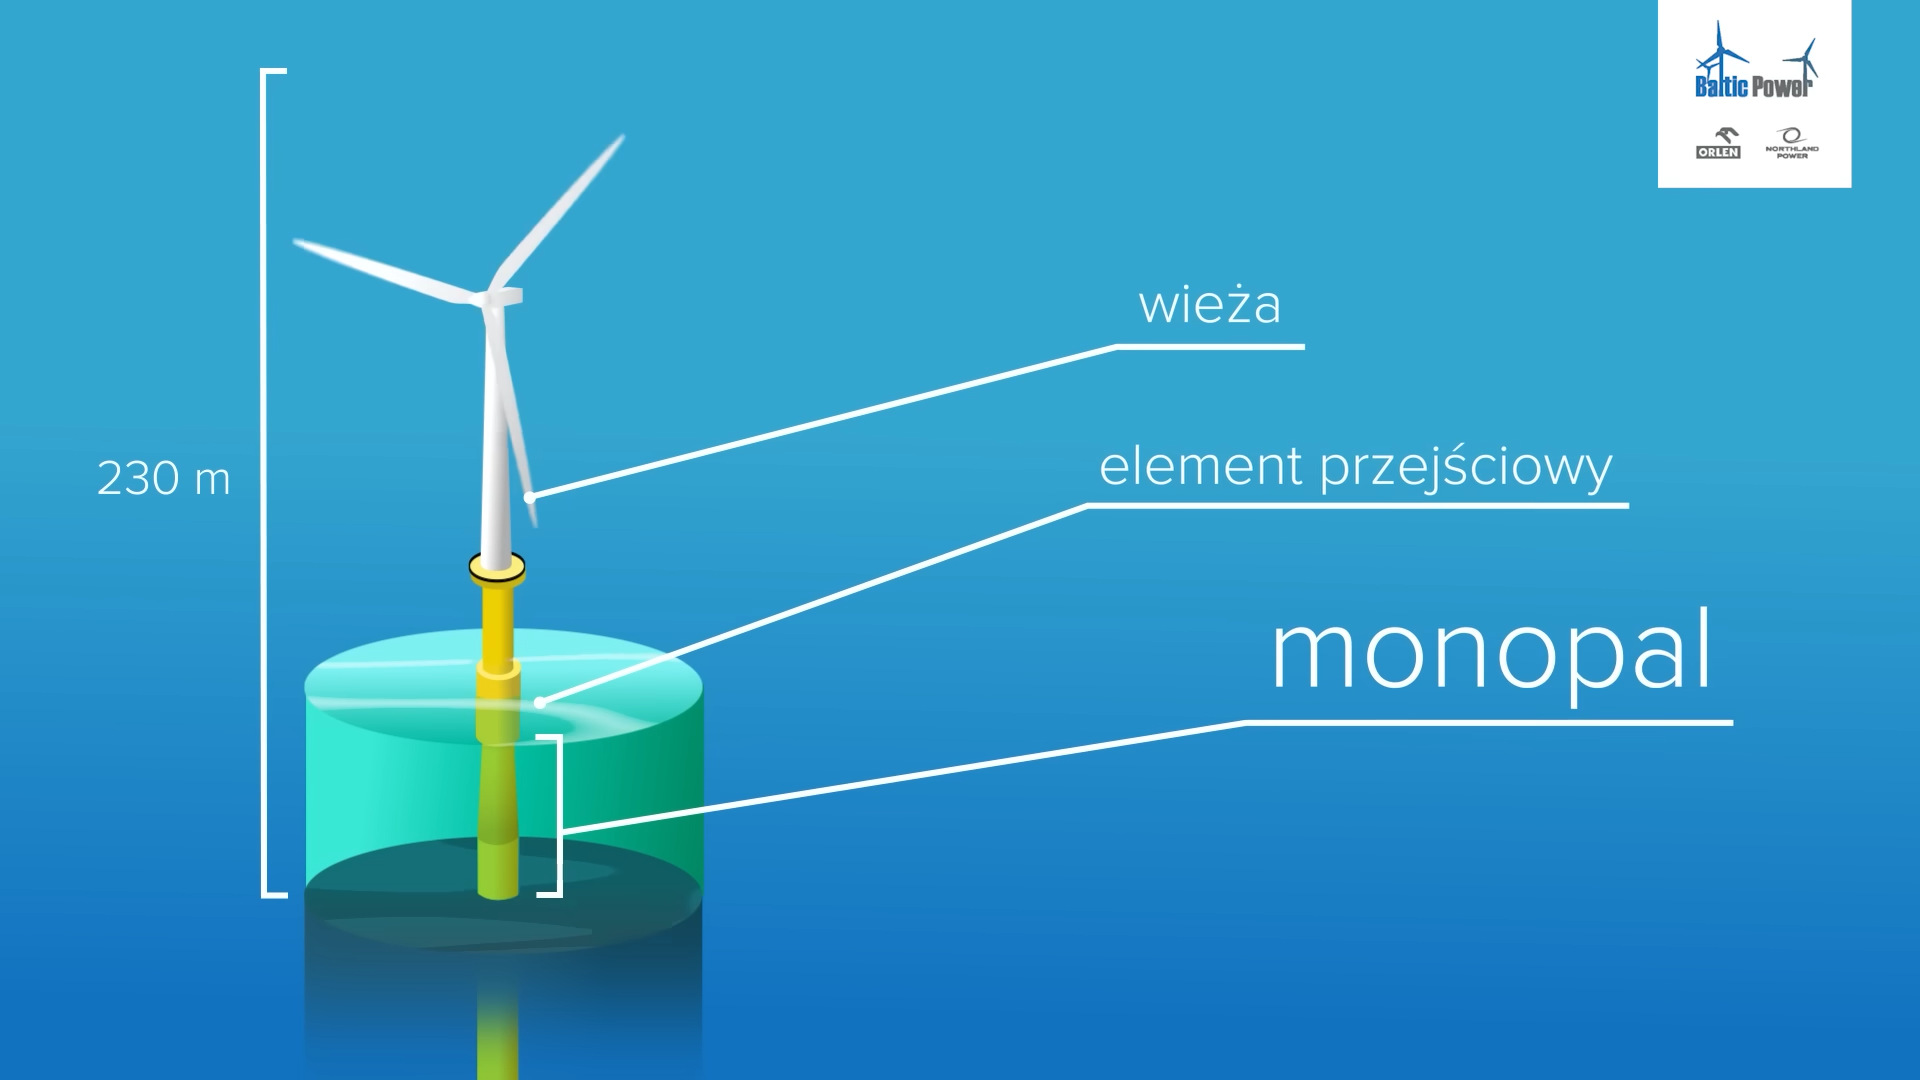 Baltic Power
ORLEN
NORTHLAND
POWER
wieża
element przejściowy
230 m
monopal